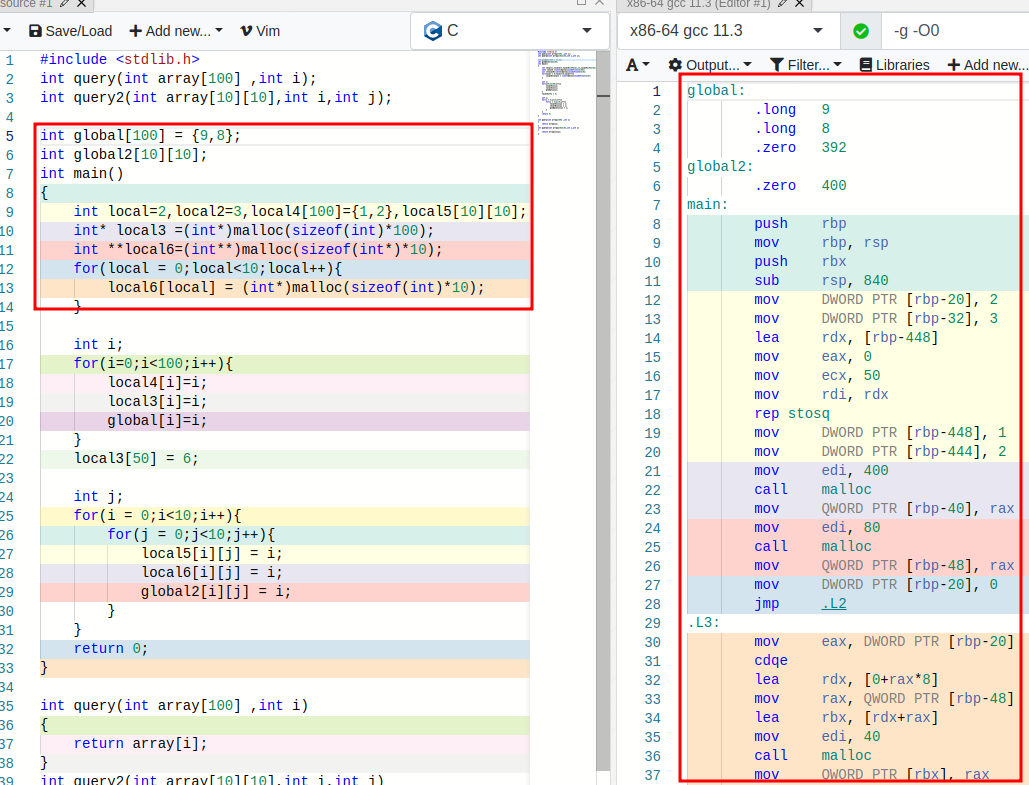 source #1
Save/Load Add new... Vim C
1 #include <stdlib.h>
2 int query(int array[100] ,int i);
3 int query2(int array[10][10],int i,int j);
4
5 int global[100] = {9,8};
6 int global2[10][10];
7 int main()
8 {
9     int local=2,local2=3,local4[100]={1,2},local5[10][10];
10     int* local3 =(int*)malloc(sizeof(int)*100);
11     int **local6=(int**)malloc(sizeof(int*)*10);
12     for(local = 0;local<10;local++){
13         local6[local] = (int*)malloc(sizeof(int)*10);
14     }
15
16     int i;
17     for(i=0;i<100;i++){
18         local4[i]=i;
19         local3[i]=i;
20         global[i]=i;
21     }
22     local3[50] = 6;
23
24     int j;
25     for(i = 0;i<10;i++){
26         for(j = 0;j<10;j++){
27             local5[i][j] = i;
28             local6[i][j] = i;
29             global2[i][j] = i;
30         }
31     }
32     return 0;
33 }
34
35 int query(int array[100] ,int i)
36 {
37     return array[i];
38 }
39 int query2(int array[10][10],int i,int j)
x86-64 gcc 11.3 (Editor #1)
x86-64 gcc 11.3 -g -O0
A Output... Filter... Libraries Add new...
1 global:
2         .long   9
3         .long   8
4         .zero   392
5 global2:
6         .zero   400
7 main:
8         push    rbp
9         mov     rbp, rsp
10         push    rbx
11         sub     rsp, 840
12         mov     DWORD PTR [rbp-20], 2
13         mov     DWORD PTR [rbp-32], 3
14         lea     rdx, [rbp-448]
15         mov     eax, 0
16         mov     ecx, 50
17         mov     rdi, rdx
18         rep stosq
19         mov     DWORD PTR [rbp-448], 1
20         mov     DWORD PTR [rbp-444], 2
21         mov     edi, 400
22         call    malloc
23         mov     QWORD PTR [rbp-40], rax
24         mov     edi, 80
25         call    malloc
26         mov     QWORD PTR [rbp-48], rax
27         mov     DWORD PTR [rbp-20], 0
28         jmp     .L2
29 .L3:
30         mov     eax, DWORD PTR [rbp-20]
31         cdqe
32         lea     rdx, [0+rax*8]
33         mov     rax, QWORD PTR [rbp-48]
34         lea     rbx, [rdx+rax]
35         mov     edi, 40
36         call    malloc
37         mov     QWORD PTR [rbx], rax